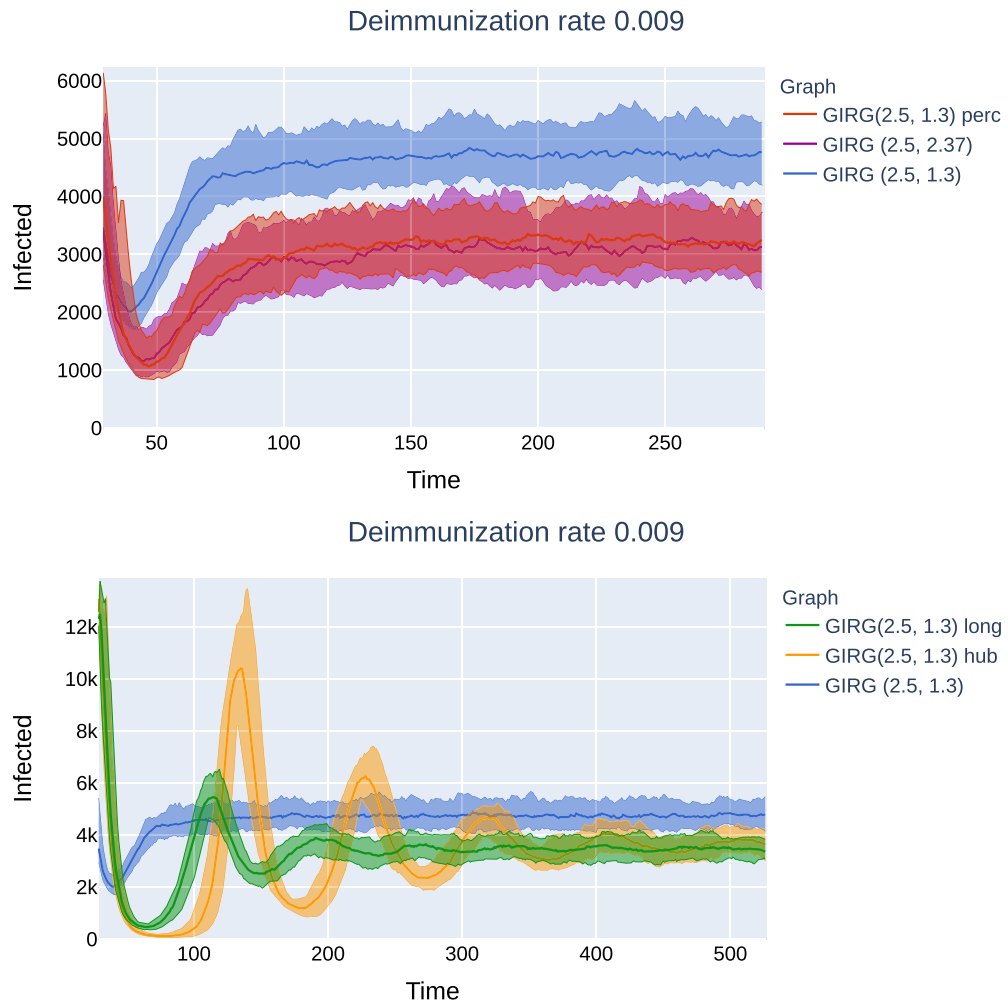 Deimmunization rate 0.009
Infected
6000
5000
4000
3000
2000
1000
0
50
100
150
200
250
Time
Graph
GIRG(2.5, 1.3) perc
GIRG (2.5, 2.37)
GIRG (2.5, 1.3)
Deimmunization rate 0.009
Infected
12k
10k
8k
6k
4k
2k
0
100
200
300
400
500
Time
Graph
GIRG(2.5, 1.3) long
GIRG(2.5, 1.3) hub
GIRG (2.5, 1.3)